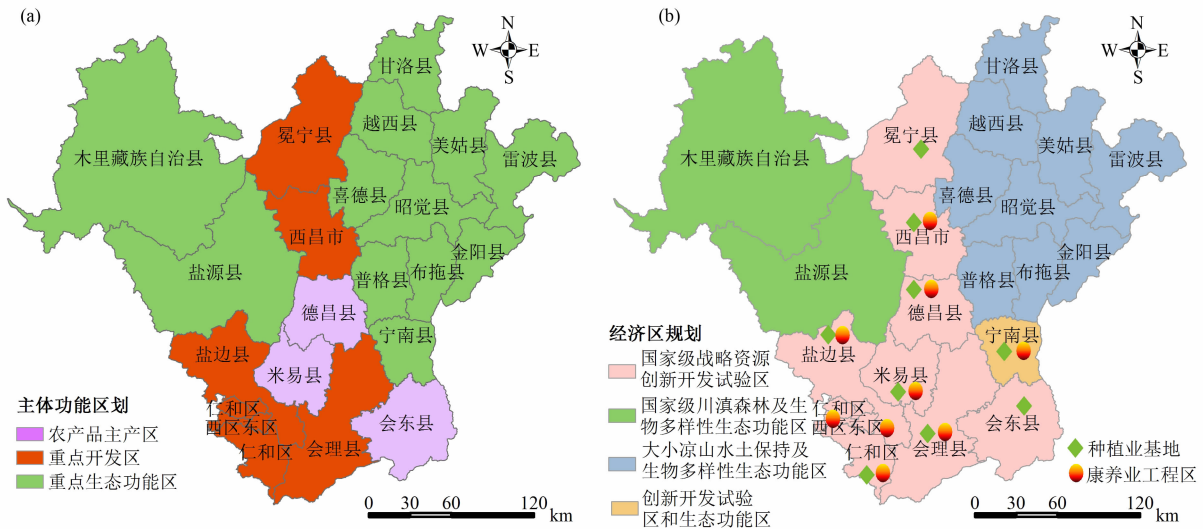 (a)
N
W E
S
甘洛县
冕宁县
越西县
美姑县
木里藏族自治县
雷波县
喜德县
昭觉县
西昌市
金阳县
盐源县
普格县
布拖县
德昌县
宁南县
盐边县
米易县
仁和区
西区东区
会东县
仁和区
会理县
主体功能区划
农产品主产区
重点开发区
重点生态功能区
0 30 60 120
km
(b)
N
W E
S
甘洛县
冕宁县
越西县
美姑县
木里藏族自治县
雷波县
喜德县
昭觉县
西昌市
金阳县
盐源县
普格县
布拖县
德昌县
宁南县
盐边县
米易县
仁和区
西区东区
会东县
仁和区
会理县
经济区规划
国家级战略资源
创新开发试验区
国家级川滇森林及生
物多样性生态功能区
大小凉山水土保持及
生物多样性生态功能区
创新开发试验
区和生态功能区
种植业基地
康养业工程区
0 30 60 120
km